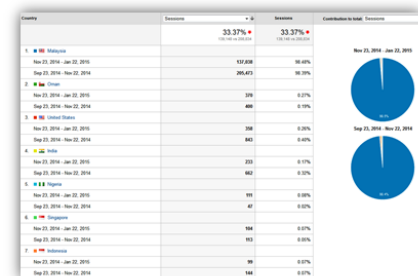 Country
Sessions
Sessions
Contribution to total: Sessions
33.37%
33.37%
1. Malaysia
Nov 23, 2014 - Jan 22, 2015 137,038 98.48%
Sep 23, 2014 - Nov 22, 2014 205,473 98.39%
2. Oman
Nov 23, 2014 - Jan 22, 2015 370 0.27%
Sep 23, 2014 - Nov 22, 2014 400 0.19%
3. United States
Nov 23, 2014 - Jan 22, 2015 358 0.26%
Sep 23, 2014 - Nov 22, 2014 843 0.40%
4. India
Nov 23, 2014 - Jan 22, 2015 233 0.17%
Sep 23, 2014 - Nov 22, 2014 662 0.32%
5. Nigeria
Nov 23, 2014 - Jan 22, 2015 111 0.08%
Sep 23, 2014 - Nov 22, 2014 47 0.02%
6. Singapore
Nov 23, 2014 - Jan 22, 2015 104 0.07%
Sep 23, 2014 - Nov 22, 2014 113 0.05%
7. Indonesia
Nov 23, 2014 - Jan 22, 2015 99 0.07%
Sep 23, 2014 - Nov 22, 2014 144 0.07%
Nov 23, 2014 - Jan 22, 2015
Sep 23, 2014 - Nov 22, 2014